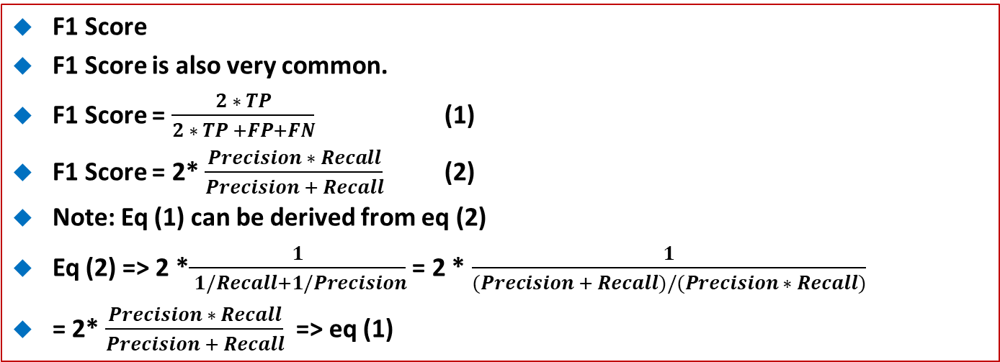 ◆ F1 Score
◆ F1 Score is also very common.
◆ F1 Score = \frac{2 * TP}{2 * TP + FP + FN} (1)
◆ F1 Score = 2* \frac{Precision * Recall}{Precision + Recall} (2)
◆ Note: Eq (1) can be derived from eq (2)
◆ Eq (2) => 2 * \frac{1}{1/Recall+1/Precision} = 2 * \frac{1}{(Precision + Recall)/(Precision * Recall)}
◆ = 2* \frac{Precision * Recall}{Precision + Recall} => eq (1)